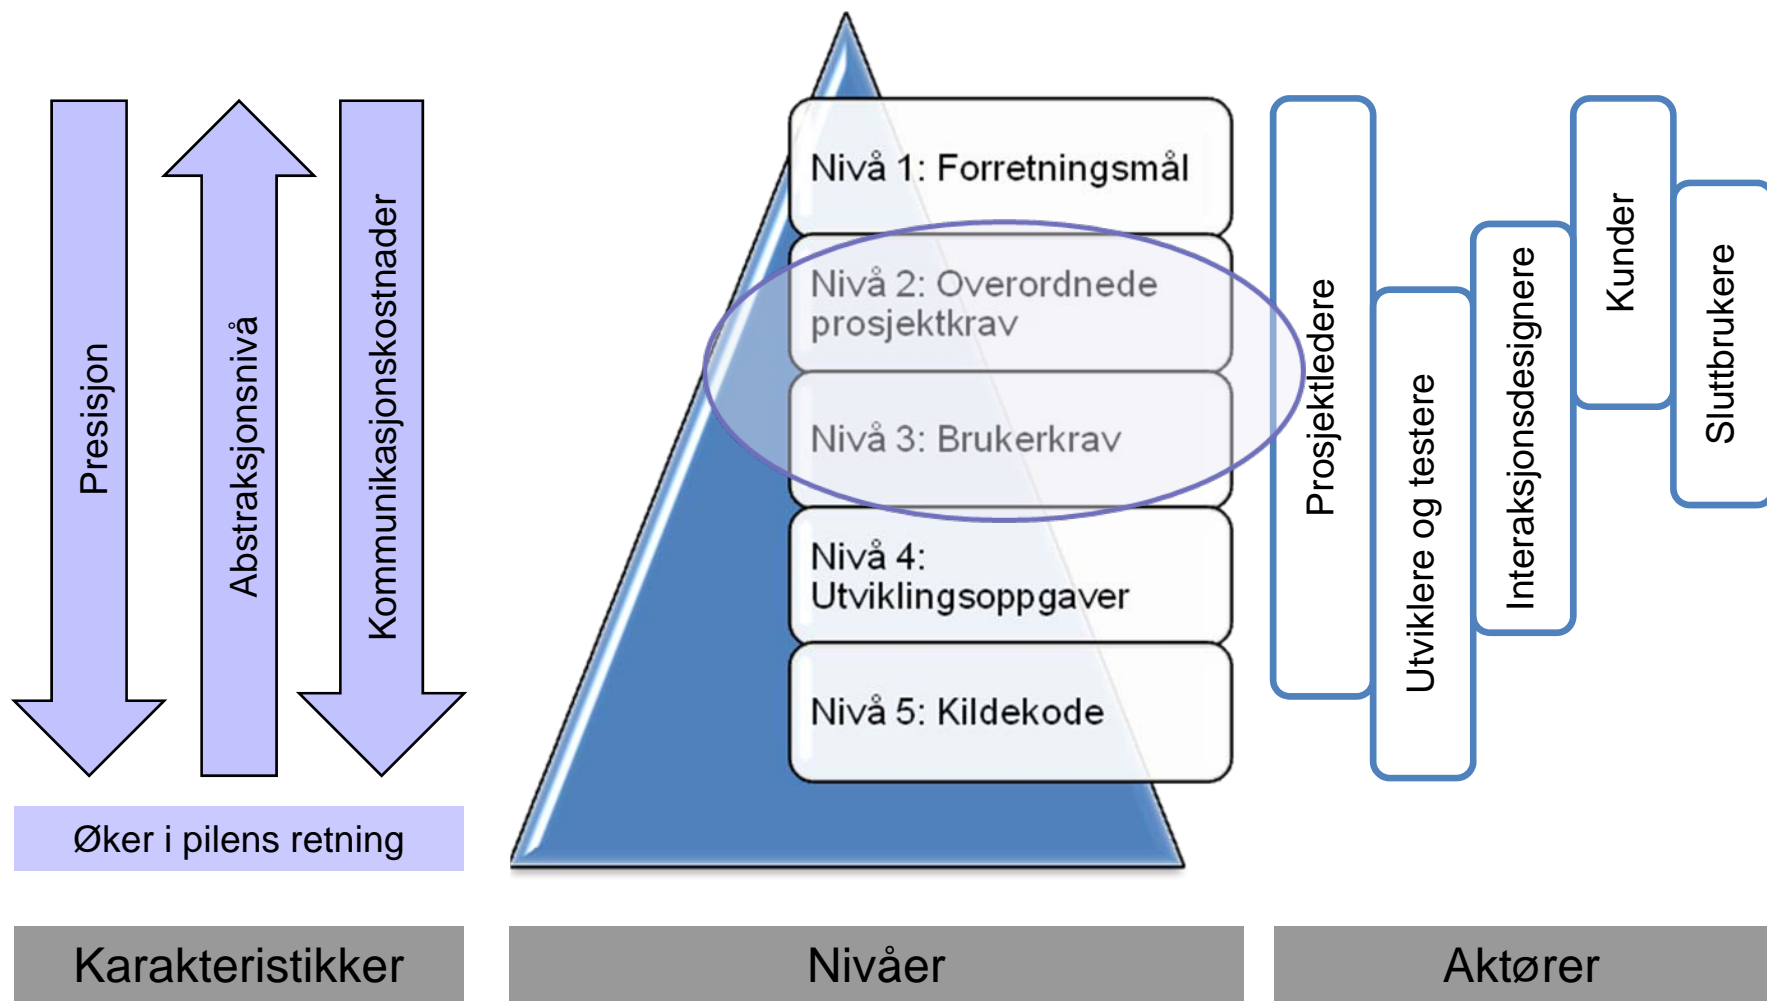 Presisjon
Abstraksjonsnivå
Kommunikasjonskostnader
Øker i pilens retning
Karakteristikker
Nivå 1: Forretningsmål
Nivå 2: Overordnede
prosjektkrav
Nivå 3: Brukerkrav
Nivå 4:
Utviklingsoppgaver
Nivå 5: Kildekode
Nivåer
Prosjektledere
Utviklere og testere
Interaksjonsdesignere
Kunder
Sluttbrukere
Aktører